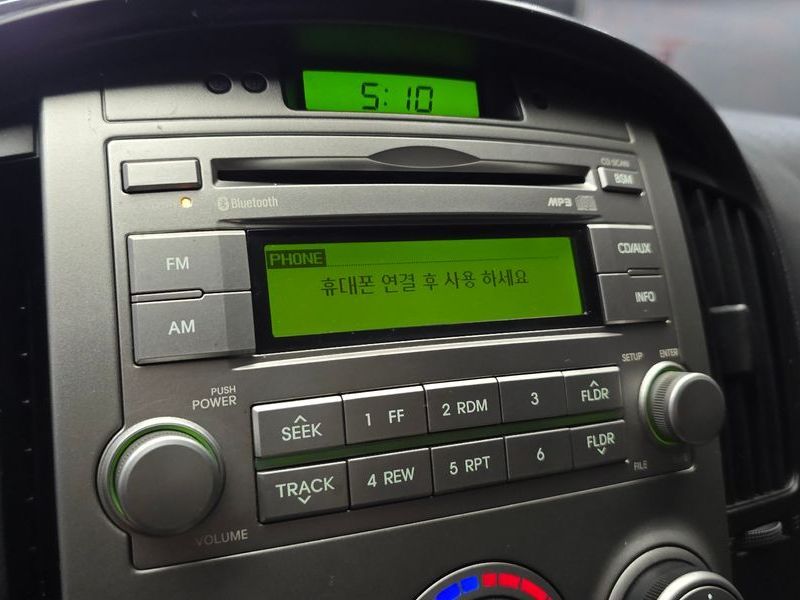 5:10
CD SCAN
BSM
Bluetooth
MP3
FM
PHONE
휴대폰 연결 후 사용 하세요
CD/AUX
AM
INFO
PUSH
POWER
SETUP
ENTER
SEEK
1 FF
2 RDM
3
FLDR
TRACK
4 REW
5 RPT
6
FLDR
FILE
VOLUME